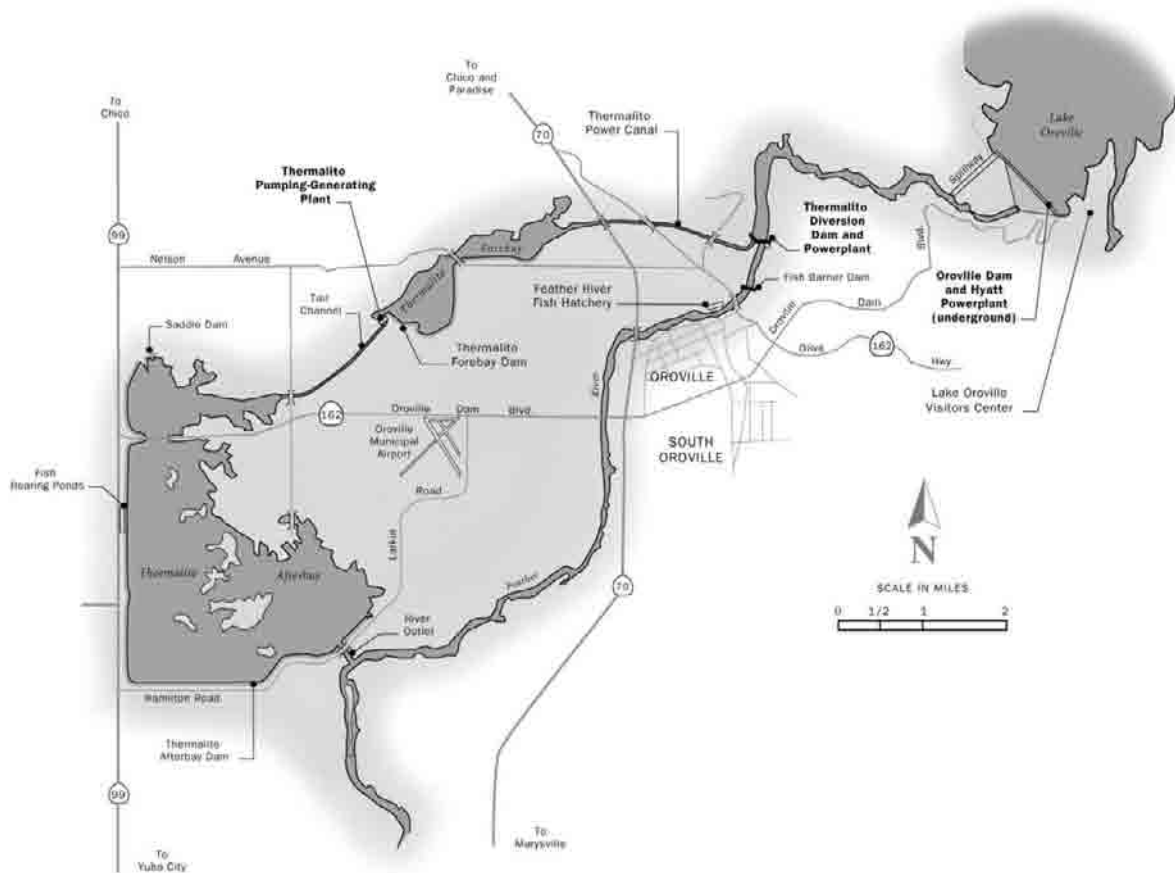 To
Chico and
Paradise
To
Chico
70
Thermalito
Power Canal
Lake
Oroville
Spillway
Thermalito
Pumping-Generating
Plant
Thermalito
Diversion
Dam and
Powerplant
99
Nelson Avenue
Forebay
Thermalito
Fish Barrier Dam
Feather River
Fish Hatchery
Oroville Dam Blvd.
Oroville Dam
and Hyatt
Powerplant
(underground)
Tail
Channel
Saddle Dam
Thermalito
Forebay Dam
Olive Hwy
162
OROVILLE
River
Lake Oroville
Visitors Center
162
Oroville Dam Blvd.
Oroville
Municipal
Airport
SOUTH
OROVILLE
Fish
Rearing Ponds
Larkin Road
N
Thermalito Afterbay
Feather
70
SCALE IN MILES
0 1/2 1 2
River
Outlet
Hamilton Road
Thermalito
Afterbay Dam
99
To
Marysville
To
Yuba City